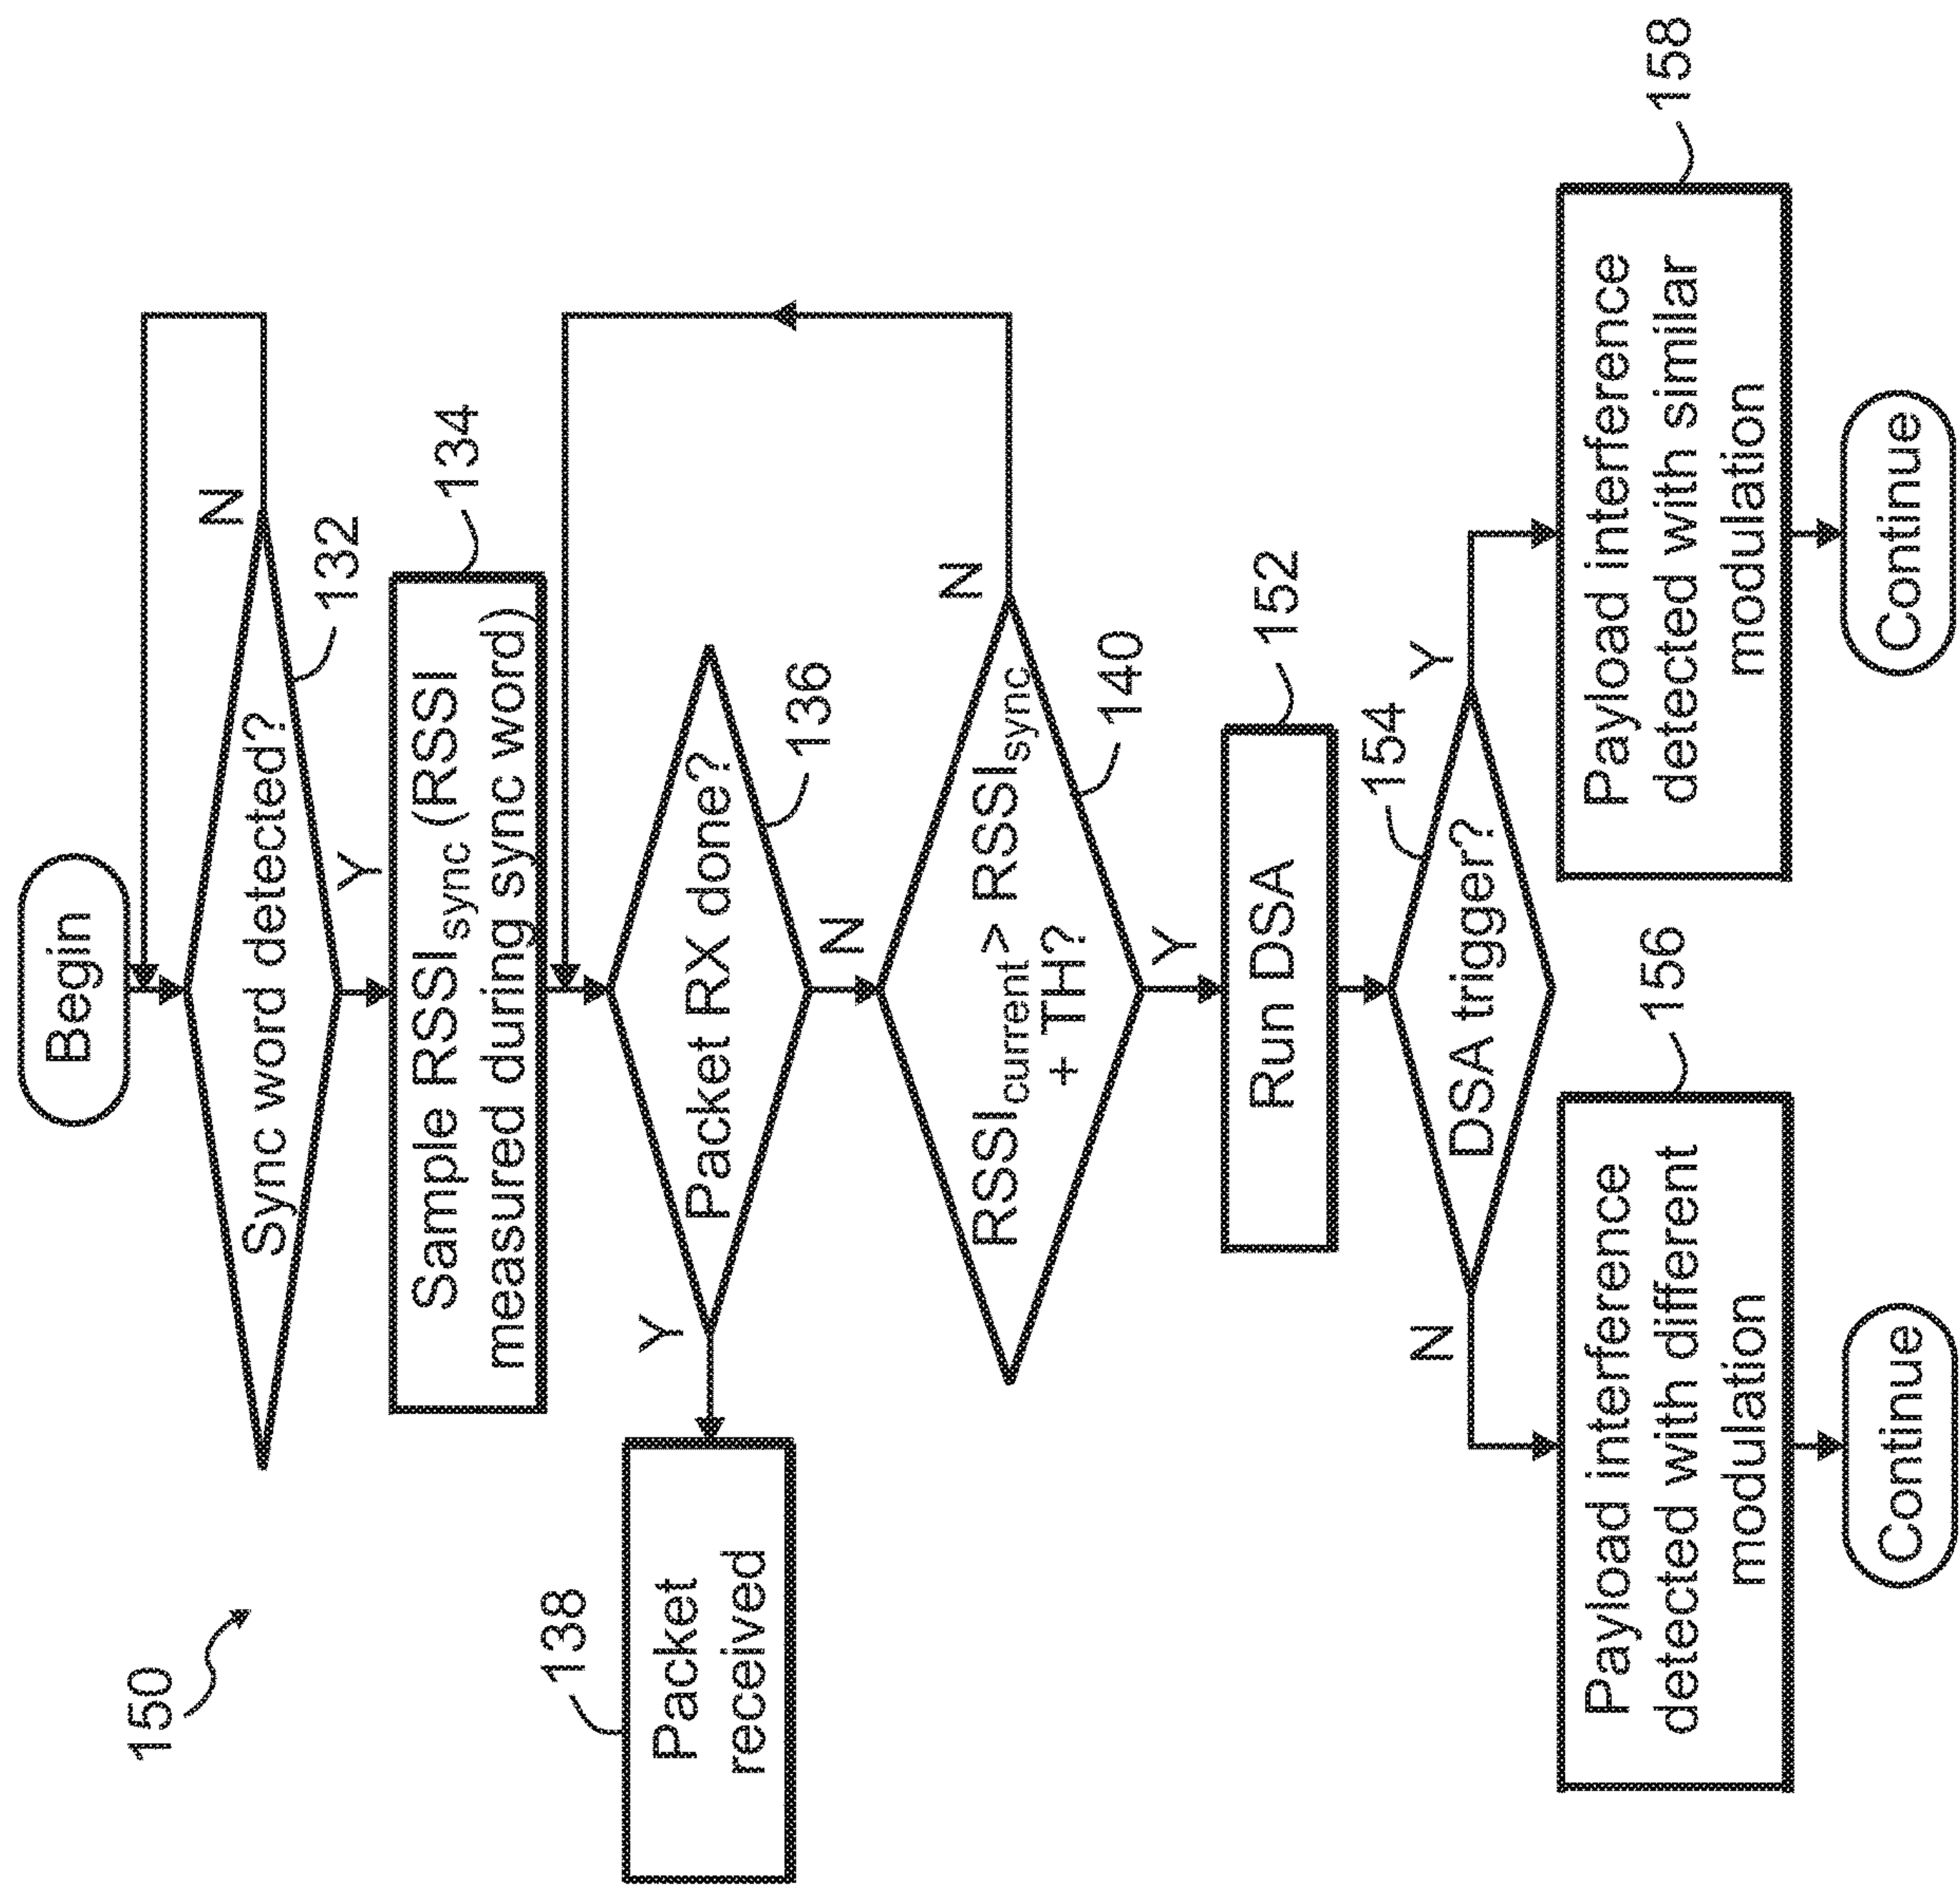 150
Begin
Sync word detected?
N
132
Y
Sample RSSIsync (RSSI
measured during sync word)
134
Packet RX done?
136
Y
138
Packet
received
N
RSSIcurrent> RSSIsync
+ TH?
N
140
Y
Run DSA
152
DSA trigger?
154
N
Y
Payload interference
detected with different
modulation
156
Payload interference
detected with similar
modulation
158
Continue
Continue